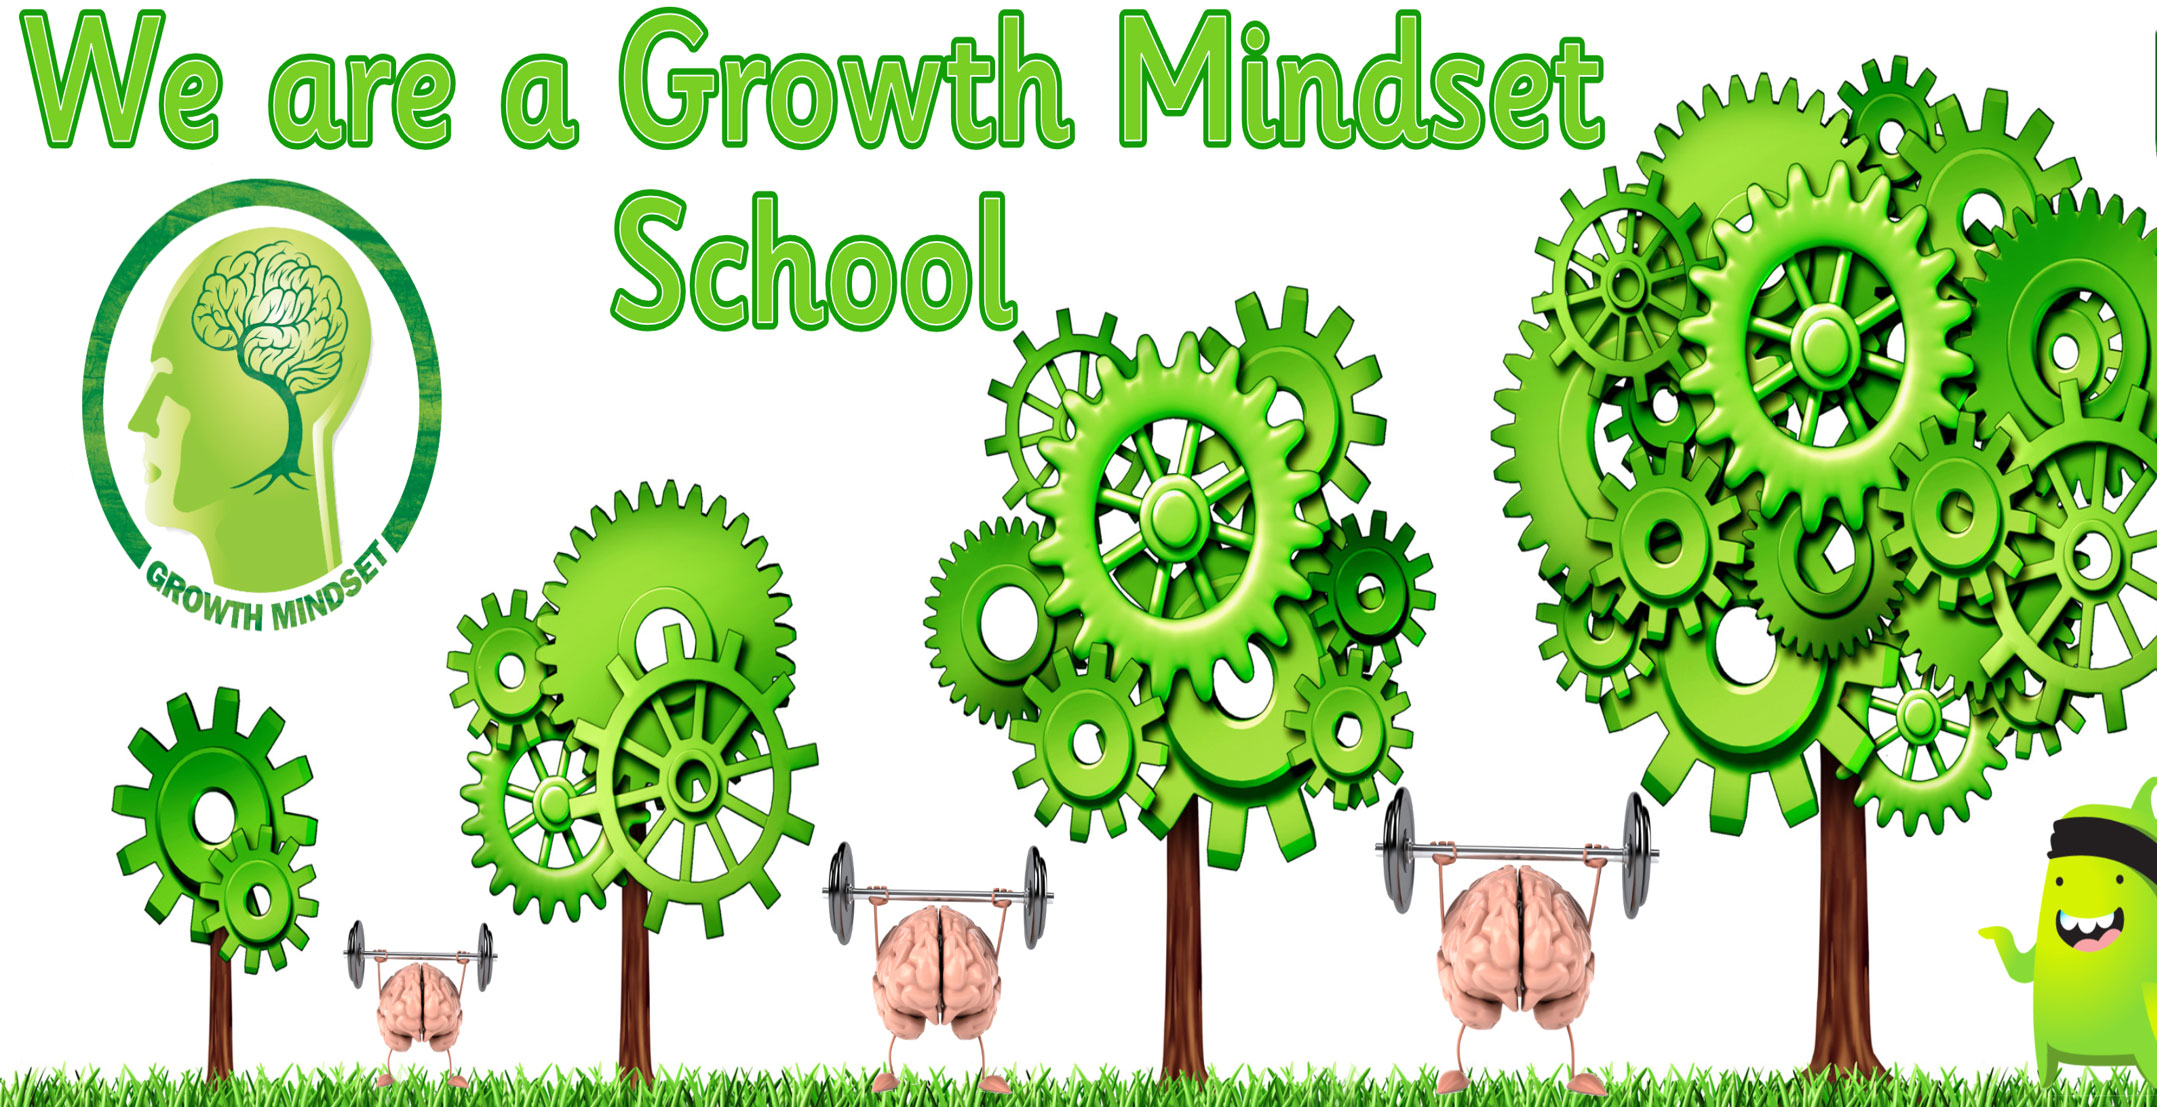 We are a Growth Mindset
School
GROWTH MINDSET